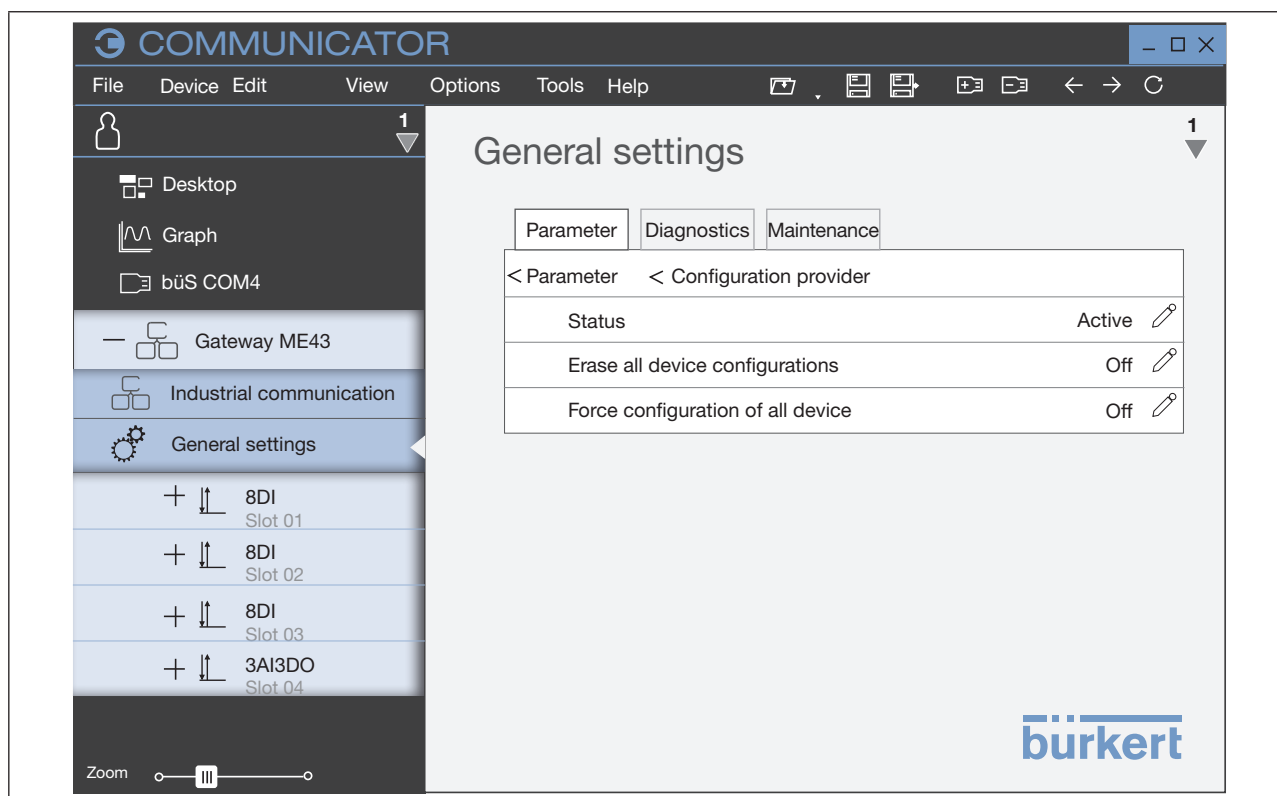 COMMUNICATOR
File Device Edit View Options Tools Help
1
Desktop
Graph
büS COM4
Gateway ME43
Industrial communication
General settings
8DI
Slot 01
8DI
Slot 02
8DI
Slot 03
3AI3DO
Slot 04
Zoom
General settings
1
Parameter Diagnostics Maintenance
< Parameter < Configuration provider
Status Active
Erase all device configurations Off
Force configuration of all device Off
bürkert